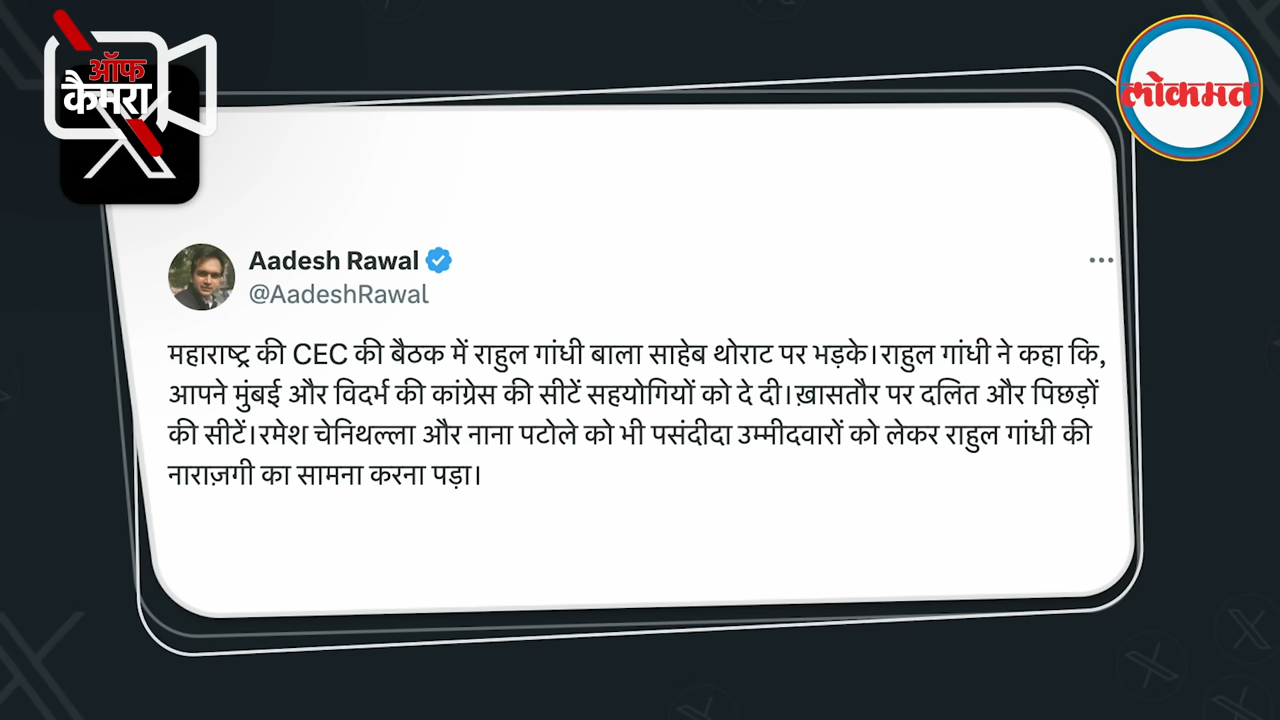 ऑफ
कैमरा
लोकमत
Aadesh Rawal
@AadeshRawal
महाराष्ट्र की CEC की बैठक में राहुल गांधी बाला साहेब थोराट पर भड़के।राहुल गांधी ने कहा कि,
आपने मुंबई और विदर्भ की कांग्रेस की सीटें सहयोगियों को दे दी।ख़ासतौर पर दलित और पिछड़ों
की सीटें।रमेश चेनिथल्ला और नाना पटोले को भी पसंदीदा उम्मीदवारों को लेकर राहुल गांधी की
नाराज़गी का सामना करना पड़ा।